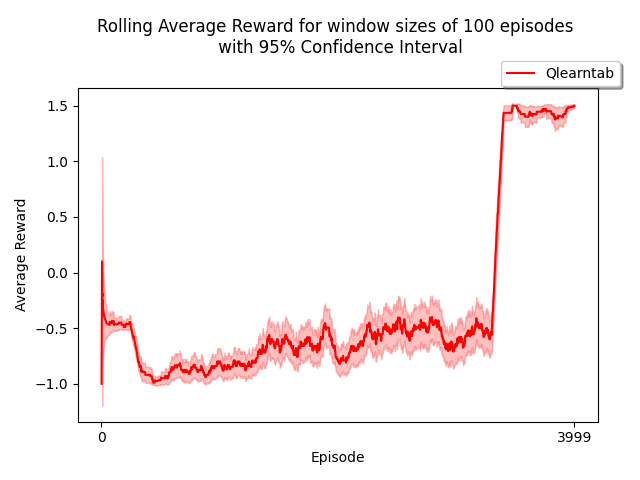 Rolling Average Reward for window sizes of 100 episodes
with 95% Confidence Interval
Qlearntab
1.5
1.0
0.5
0.0
−0.5
−1.0
Average Reward
0
3999
Episode